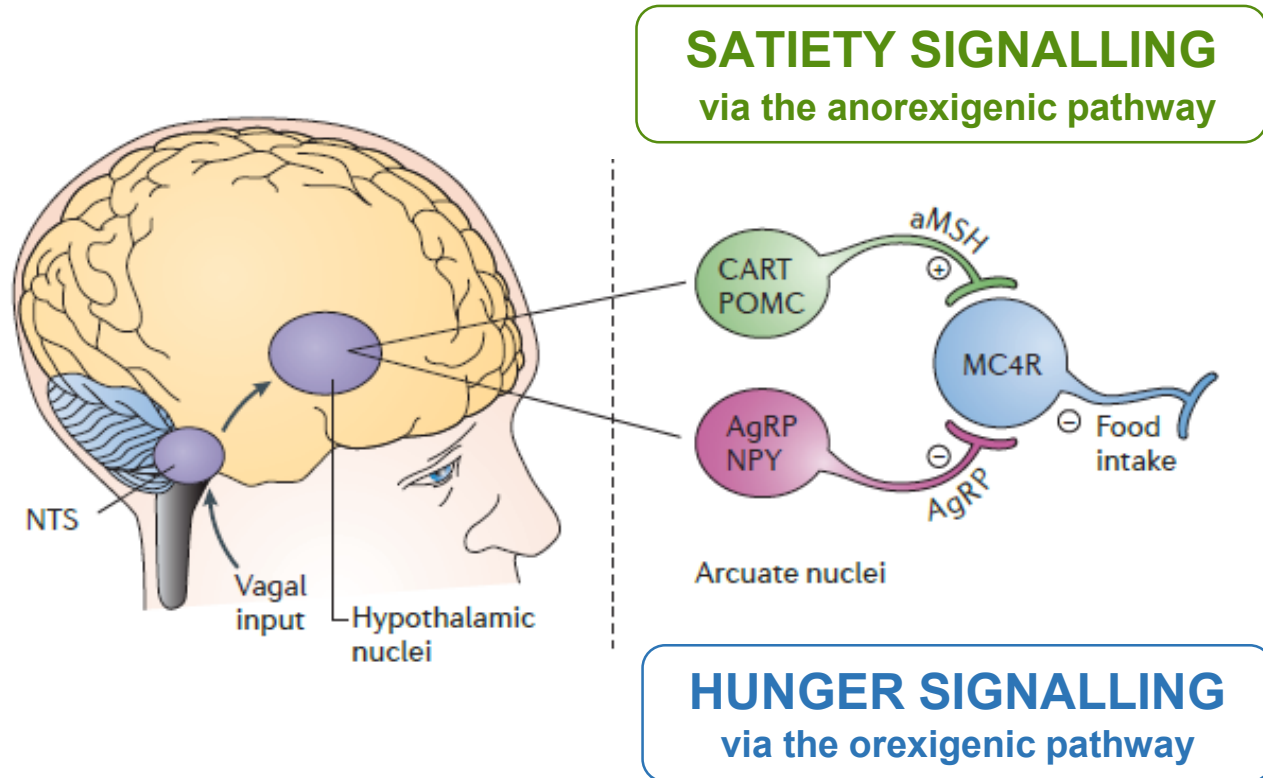 SATIETY SIGNALLING
via the anorexigenic pathway
aMSH
CART
POMC
+
MC4R
AgRP
NPY
−
AgRP
−
Food
intake
NTS
Vagal
input
Hypothalamic
nuclei
Arcuate nuclei
HUNGER SIGNALLING
via the orexigenic pathway